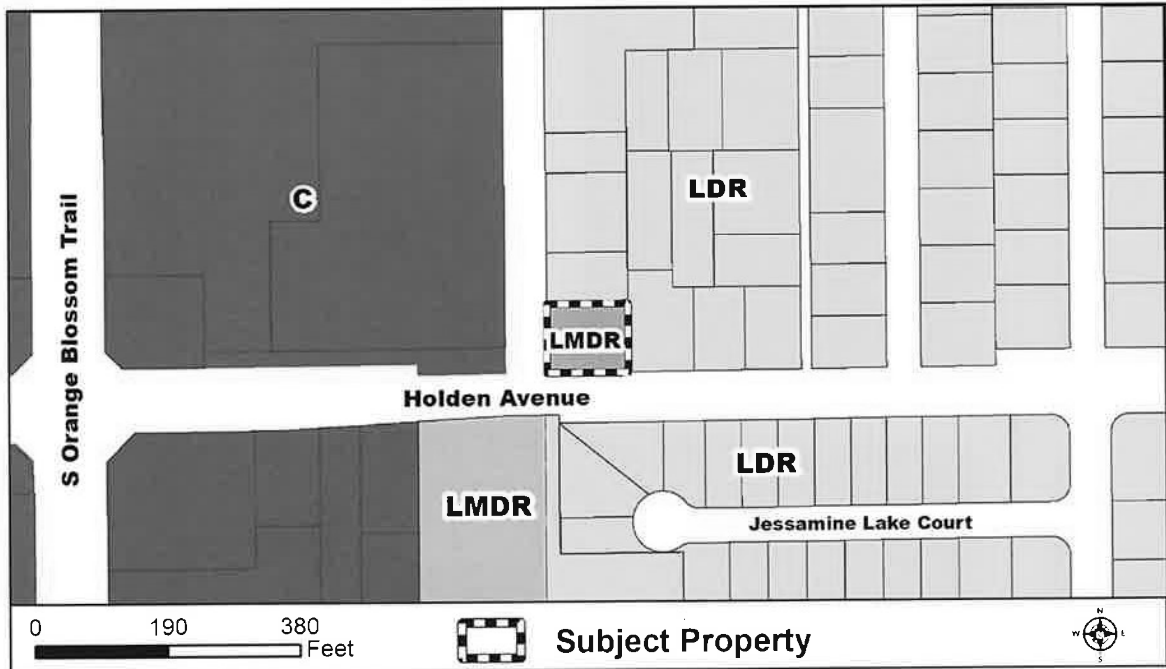 S Orange Blossom Trail
C
LDR
LMDR
Holden Avenue
LMDR
LDR
Jessamine Lake Court
0 190 380
Feet
Subject Property
N
W E
S